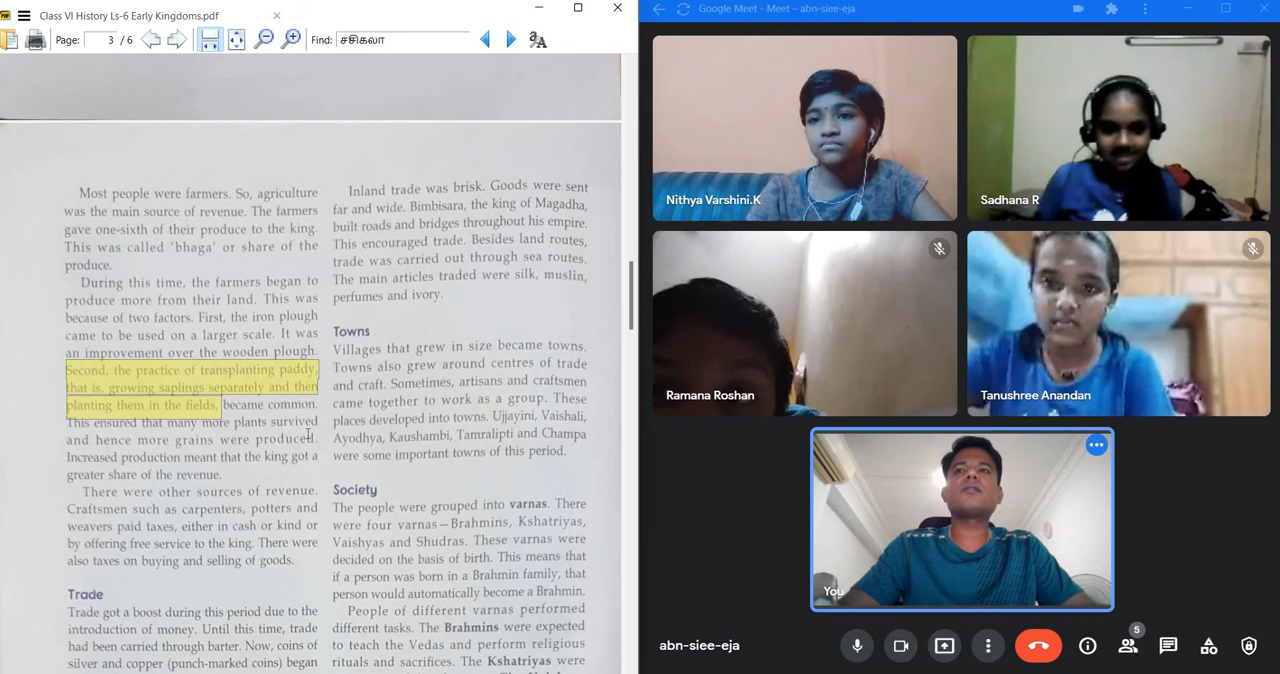 Class VI History Ls-6 Early Kingdoms.pdf
Page: 3 / 6
Find: சசிகலா
Most people were farmers. So, agriculture
was the main source of revenue. The farmers
gave one-sixth of their produce to the king.
This was called 'bhaga' or share of the
produce.
During this time, the farmers began to
produce more from their land. This was
because of two factors. First, the iron plough
came to be used on a larger scale. It was
an improvement over the wooden plough.
Second, the practice of transplanting paddy,
that is, growing saplings separately and then
planting them in the fields, became common.
This ensured that many more plants survived
and hence more grains were produced.
Increased production meant that the king got a
greater share of the revenue.
There were other sources of revenue.
Craftsmen such as carpenters, potters and
weavers paid taxes, either in cash or kind or
by offering free service to the king. There were
also taxes on buying and selling of goods.
Trade
Trade got a boost during this period due to the
introduction of money. Until this time, trade
had been carried through barter. Now, coins of
silver and copper (punch-marked coins) began
Inland trade was brisk. Goods were sent
far and wide. Bimbisara, the king of Magadha,
built roads and bridges throughout his empire.
This encouraged trade. Besides land routes,
trade was carried out through sea routes.
The main articles traded were silk, muslin,
perfumes and ivory.
Towns
Villages that grew in size became towns.
Towns also grew around centres of trade
and craft. Sometimes, artisans and craftsmen
came together to work as a group. These
places developed into towns. Ujjayini, Vaishali,
Ayodhya, Kaushambi, Tamralipti and Champa
were some important towns of this period.
Society
The people were grouped into varnas. There
were four varnas—Brahmins, Kshatriyas,
Vaishyas and Shudras. These varnas were
decided on the basis of birth. This means that
if a person was born in a Brahmin family, that
person would automatically become a Brahmin.
People of different varnas performed
different tasks. The Brahmins were expected
to teach the Vedas and perform religious
rituals and sacrifices. The Kshatriyas were
Google Meet - Meet – abn-siee-eja
Nithya Varshini.K
Sadhana R
Ramana Roshan
Tanushree Anandan
You
abn-siee-eja
5